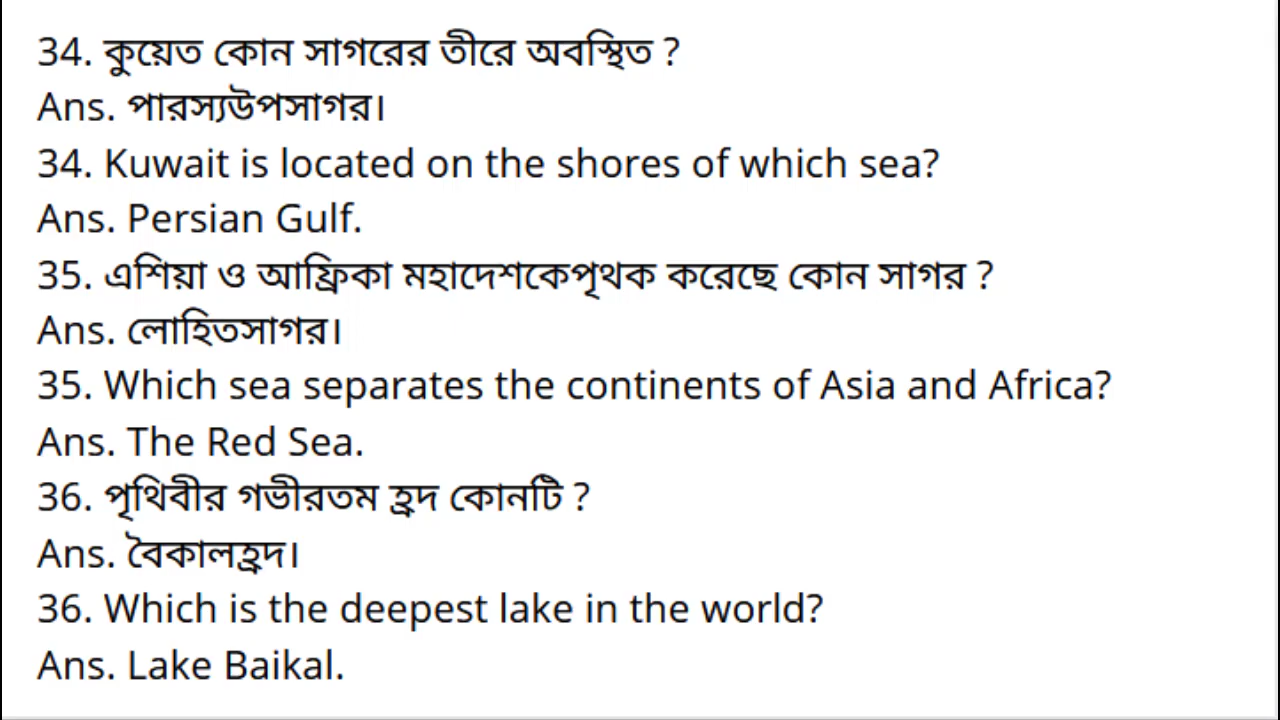 34. কুয়েত কোন সাগরের তীরে অবস্থিত ?
Ans. পারস্যউপসাগর।
34. Kuwait is located on the shores of which sea?
Ans. Persian Gulf.
35. এশিয়া ও আফ্রিকা মহাদেশকেপৃথক করেছে কোন সাগর ?
Ans. লোহিতসাগর।
35. Which sea separates the continents of Asia and Africa?
Ans. The Red Sea.
36. পৃথিবীর গভীরতম হ্রদ কোনটি ?
Ans. বৈকালহ্রদ।
36. Which is the deepest lake in the world?
Ans. Lake Baikal.